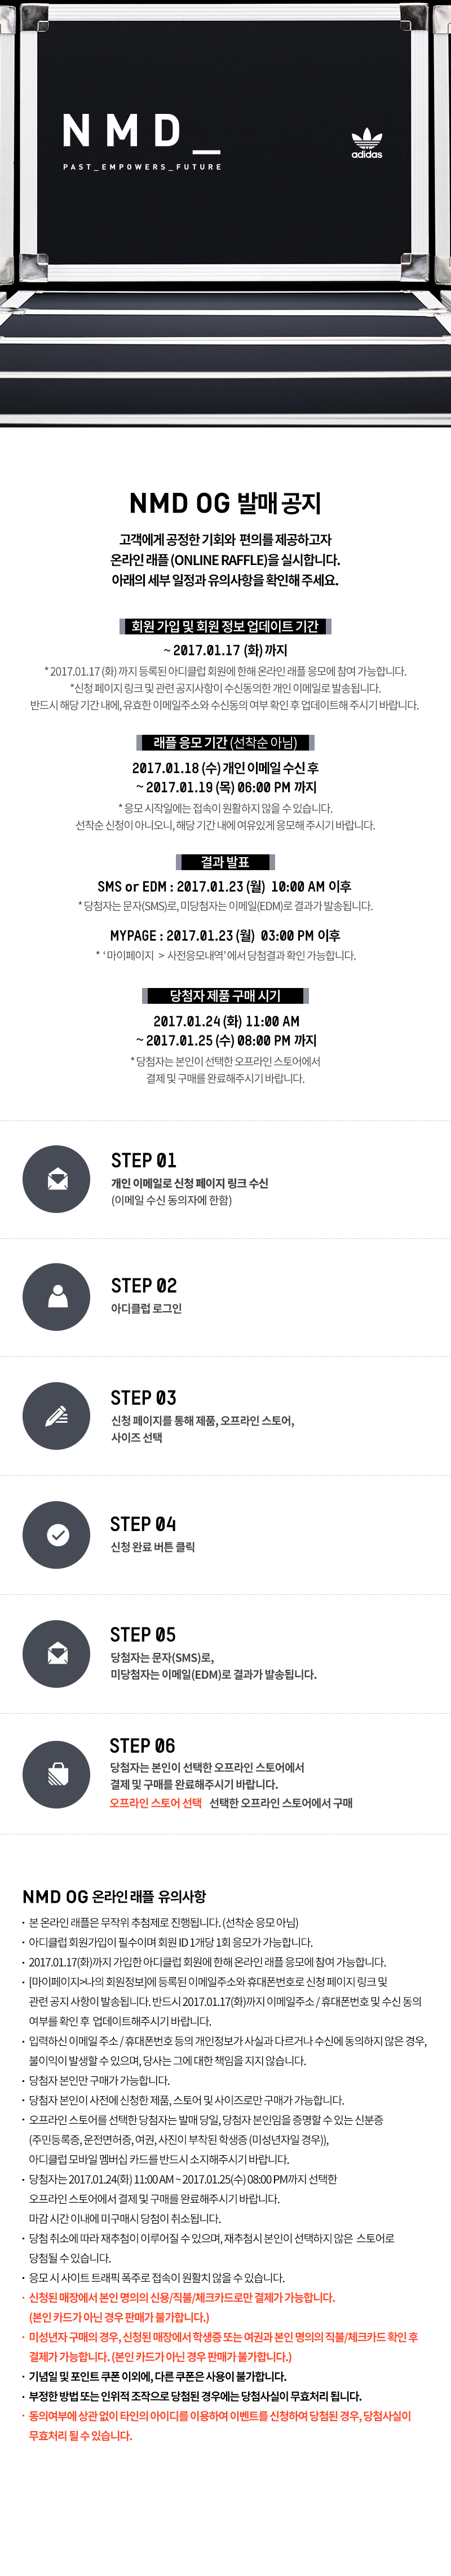 NMD_
PAST_EMPOWERS_FUTURE
adidas
NMD OG 발매 공지
고객에게 공정한 기회와 편의를 제공하고자
온라인 래플 (ONLINE RAFFLE)을 실시합니다.
아래의 세부 일정과 유의사항을 확인해 주세요.
회원 가입 및 회원 정보 업데이트 기간
~ 2017.01.17 (화) 까지
* 2017.01.17 (화) 까지 등록된 아디클럽 회원에 한해 온라인 래플 응모에 참여 가능합니다.
*신청 페이지 링크 및 관련 공지사항이 수신동의한 개인 이메일로 발송됩니다.
반드시 해당 기간 내에, 유효한 이메일주소와 수신동의 여부 확인 후 업데이트해 주시기 바랍니다.
래플 응모 기간 (선착순 아님)
2017.01.18 (수) 개인 이메일 수신 후
~ 2017.01.19 (목) 06:00 PM 까지
* 응모 시작일에는 접속이 원활하지 않을 수 있습니다.
선착순 신청이 아니오니, 해당 기간 내에 여유있게 응모해 주시기 바랍니다.
결과 발표
SMS or EDM : 2017.01.23 (월) 10:00 AM 이후
* 당첨자는 문자(SMS)로, 미당첨자는 이메일(EDM)로 결과가 발송됩니다.
MYPAGE : 2017.01.23 (월) 03:00 PM 이후
* ‘마이페이지 > 사전응모내역’ 에서 당첨결과 확인 가능합니다.
당첨자 제품 구매 시기
2017.01.24 (화) 11:00 AM
~ 2017.01.25 (수) 08:00 PM 까지
* 당첨자는 본인이 선택한 오프라인 스토어에서
결제 및 구매를 완료해주시기 바랍니다.
STEP 01
개인 이메일로 신청 페이지 링크 수신
(이메일 수신 동의자에 한함)
STEP 02
아디클럽 로그인
STEP 03
신청 페이지를 통해 제품, 오프라인 스토어,
사이즈 선택
STEP 04
신청 완료 버튼 클릭
STEP 05
당첨자는 문자(SMS)로,
미당첨자는 이메일(EDM)로 결과가 발송됩니다.
STEP 06
당첨자는 본인이 선택한 오프라인 스토어에서
결제 및 구매를 완료해주시기 바랍니다.
오프라인 스토어 선택 선택한 오프라인 스토어에서 구매
NMD OG 온라인 래플 유의사항
· 본 온라인 래플은 무작위 추첨제로 진행됩니다. (선착순 응모 아님)
· 아디클럽 회원가입이 필수이며 회원 ID 1개당 1회 응모가 가능합니다.
· 2017.01.17(화)까지 가입한 아디클럽 회원에 한해 온라인 래플 응모에 참여 가능합니다.
· [마이페이지>나의 회원정보]에 등록된 이메일주소와 휴대폰번호로 신청 페이지 링크 및
관련 공지 사항이 발송됩니다. 반드시 2017.01.17(화)까지 이메일주소 / 휴대폰번호 및 수신 동의
여부를 확인 후 업데이트해주시기 바랍니다.
· 입력하신 이메일 주소 / 휴대폰번호 등의 개인정보가 사실과 다르거나 수신에 동의하지 않은 경우,
불이익이 발생할 수 있으며, 당사는 그에 대한 책임을 지지 않습니다.
· 당첨자 본인만 구매가 가능합니다.
· 당첨자 본인이 사전에 신청한 제품, 스토어 및 사이즈로만 구매가 가능합니다.
· 오프라인 스토어를 선택한 당첨자는 발매 당일, 당첨자 본인임을 증명할 수 있는 신분증
(주민등록증, 운전면허증, 여권, 사진이 부착된 학생증 (미성년자일 경우)),
아디클럽 모바일 멤버십 카드를 반드시 소지해주시기 바랍니다.
· 당첨자는 2017.01.24(화) 11:00 AM ~ 2017.01.25(수) 08:00 PM까지 선택한
오프라인 스토어에서 결제 및 구매를 완료해주시기 바랍니다.
마감 시간 이내에 미구매시 당첨이 취소됩니다.
· 당첨 취소에 따라 재추첨이 이루어질 수 있으며, 재추첨시 본인이 선택하지 않은 스토어로
당첨될 수 있습니다.
· 응모 시 사이트 트래픽 폭주로 접속이 원활치 않을 수 있습니다.
· 신청된 매장에서 본인 명의의 신용/직불/체크카드로만 결제가 가능합니다.
(본인 카드가 아닌 경우 판매가 불가합니다.)
· 미성년자 구매의 경우, 신청된 매장에서 학생증 또는 여권과 본인 명의의 직불/체크카드 확인 후
결제가 가능합니다. (본인 카드가 아닌 경우 판매가 불가합니다.)
· 기념일 및 포인트 쿠폰 이외에, 다른 쿠폰은 사용이 불가합니다.
· 부정한 방법 또는 인위적 조작으로 당첨된 경우에는 당첨사실이 무효처리 됩니다.
· 동의여부에 상관 없이 타인의 아이디를 이용하여 이벤트를 신청하여 당첨된 경우, 당첨사실이
무효처리 될 수 있습니다.